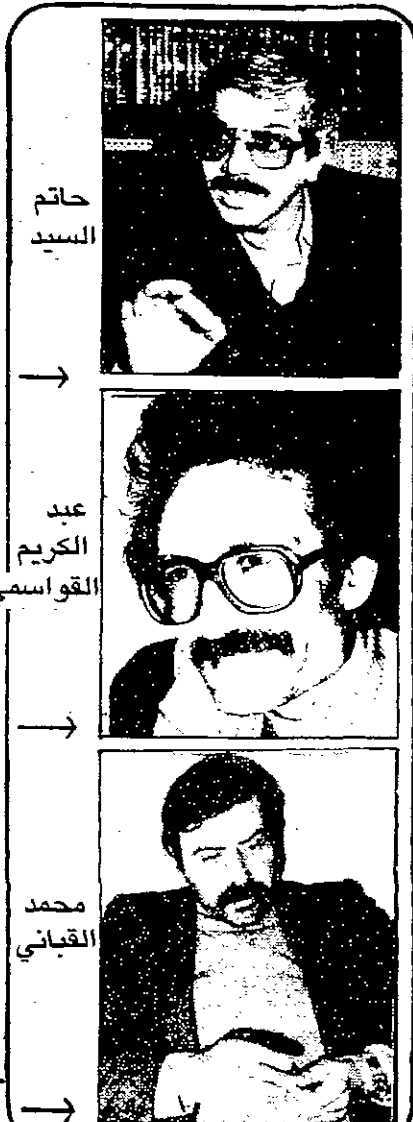 حاتم
السيد
عبد
الكريم
القواسمي
محمد
القباني